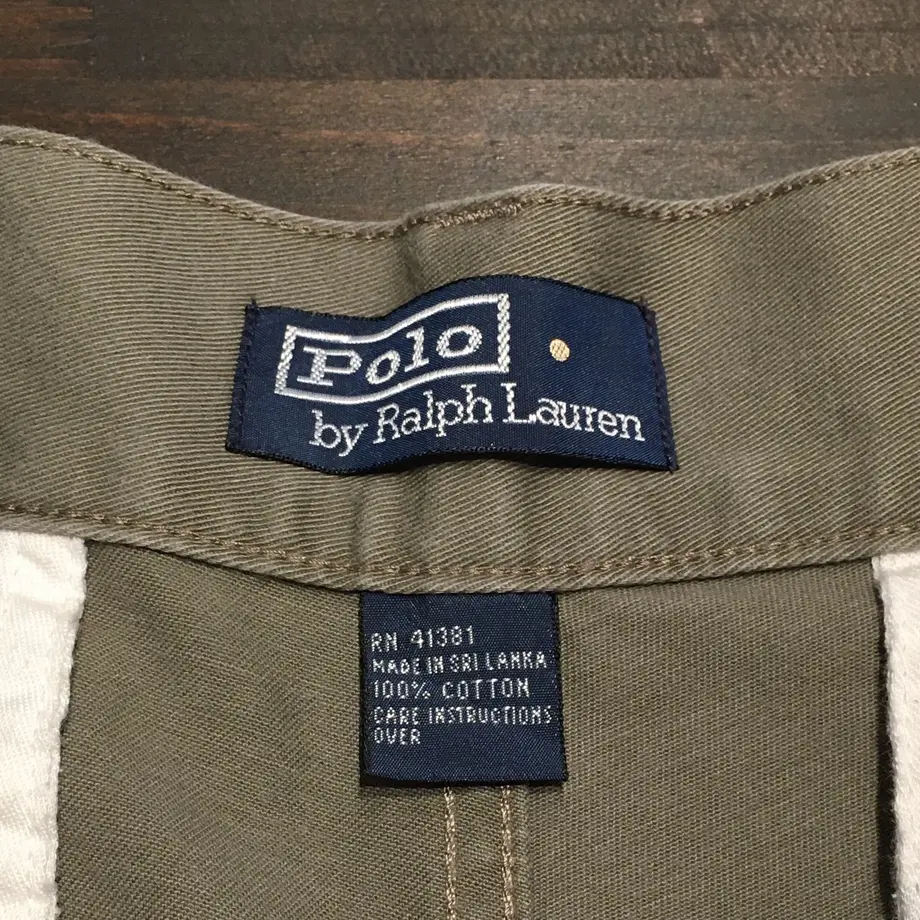 Polo
by Ralph Lauren
RN 41381
MADE IN SRI LANKA
100% COTTON
CARE INSTRUCTIONS
OVER